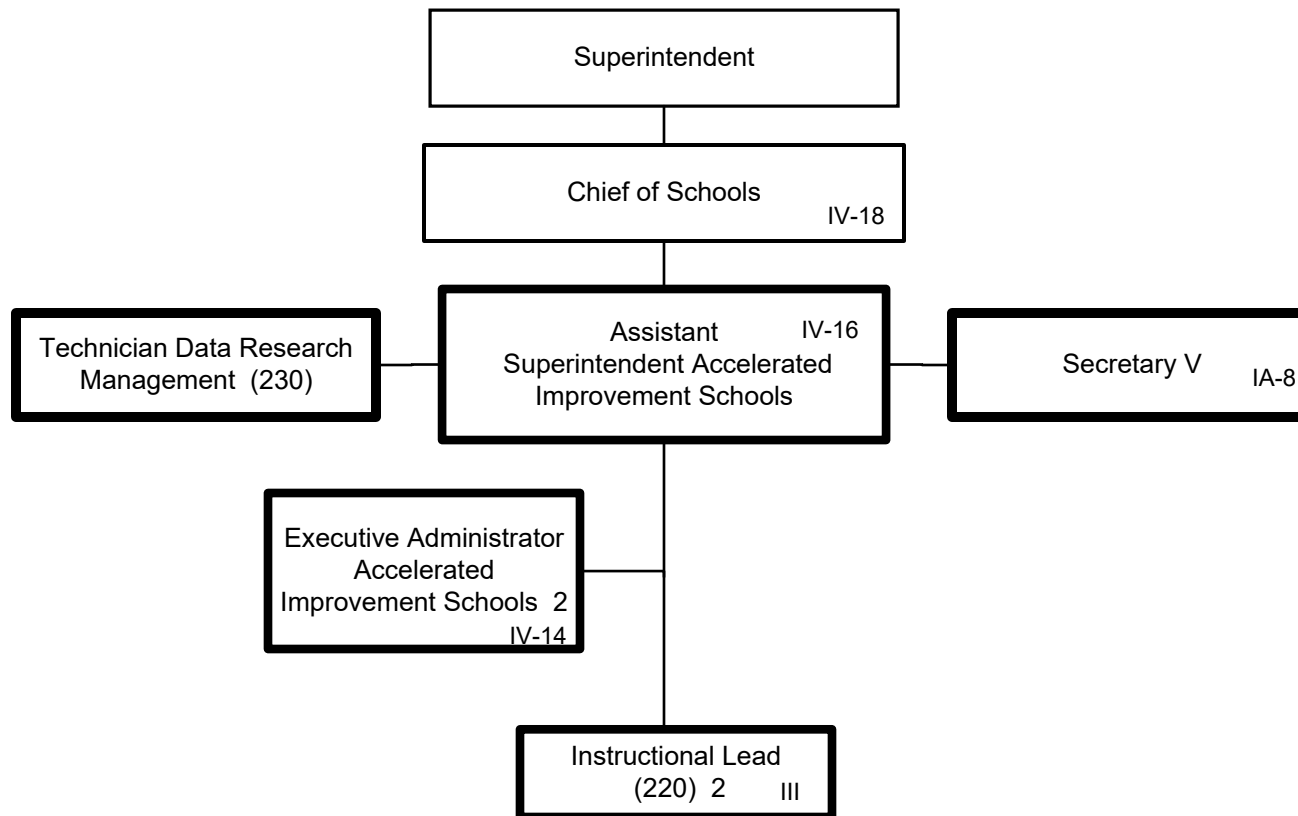 Superintendent
Chief of Schools
IV-18
Technician Data Research
Management (230)
Assistant
Superintendent Accelerated
Improvement Schools
IV-16
Secretary V
IA-8
Executive Administrator
Accelerated
Improvement Schools 2
IV-14
Instructional Lead
(220) 2
III